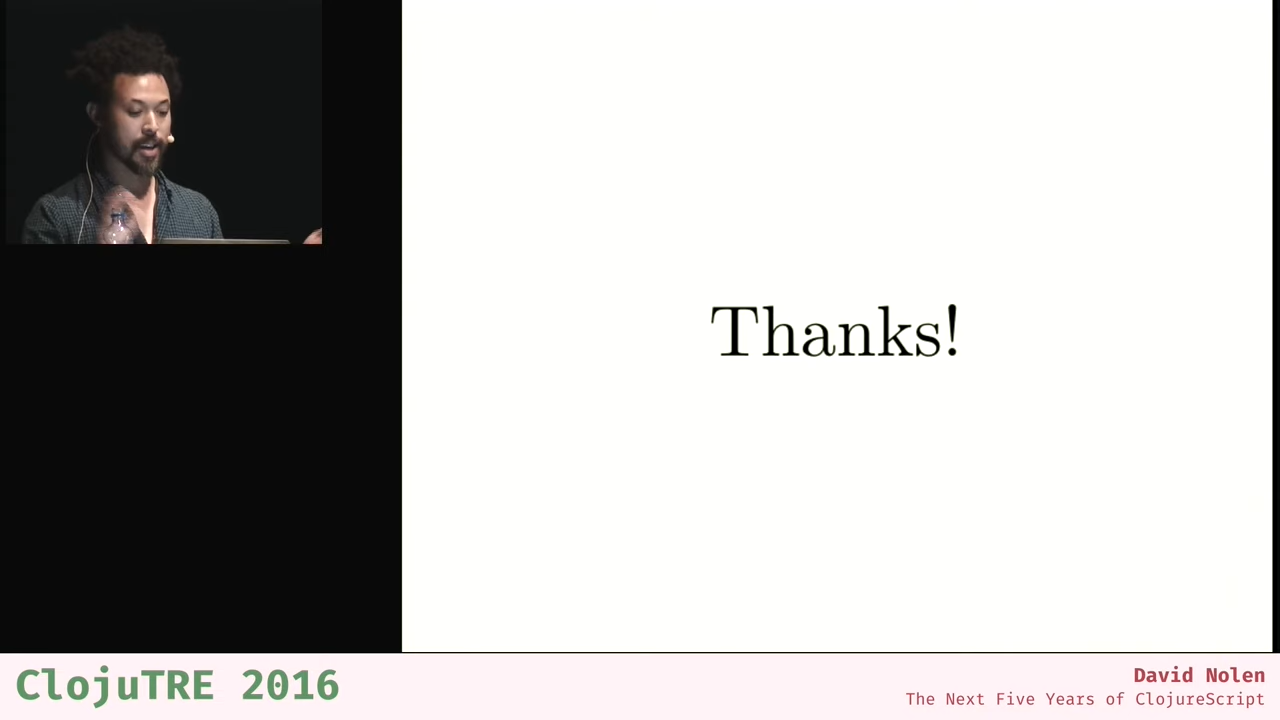 Thanks!
ClojuTRE 2016
David Nolen
The Next Five Years of ClojureScript